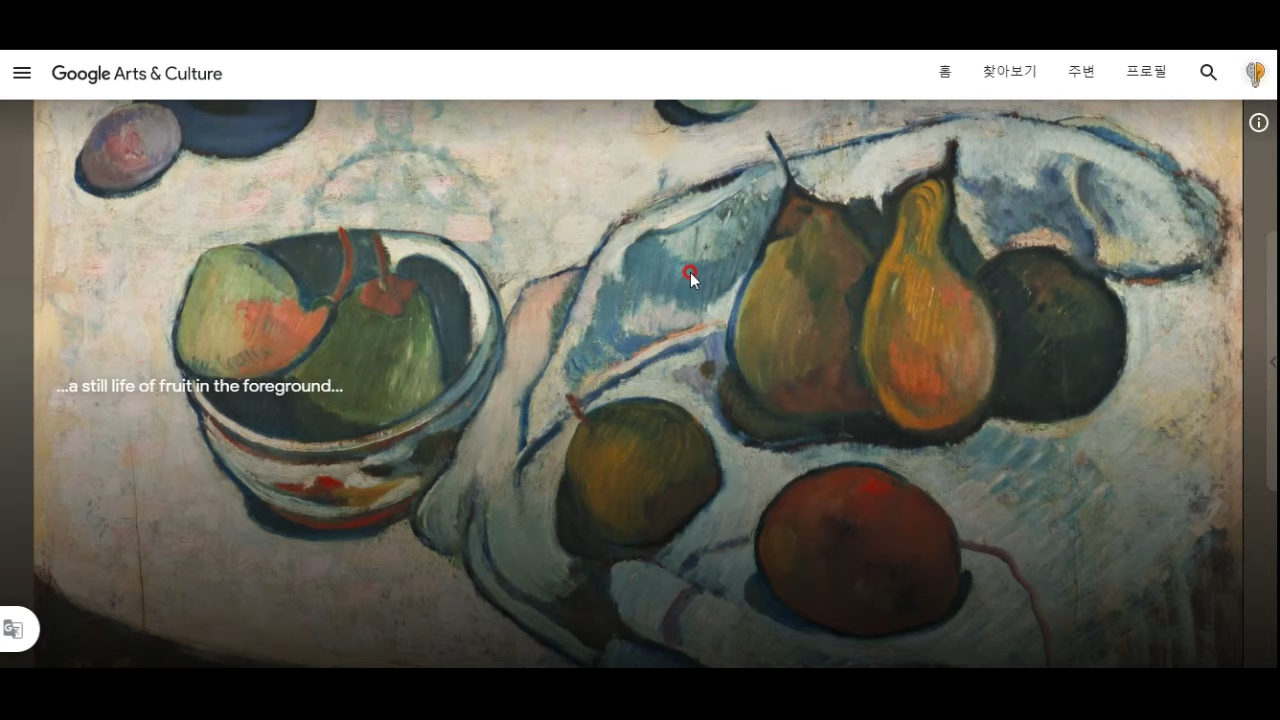 Google Arts & Culture
홈 찾아보기 주변 프로필
...a still life of fruit in the foreground...